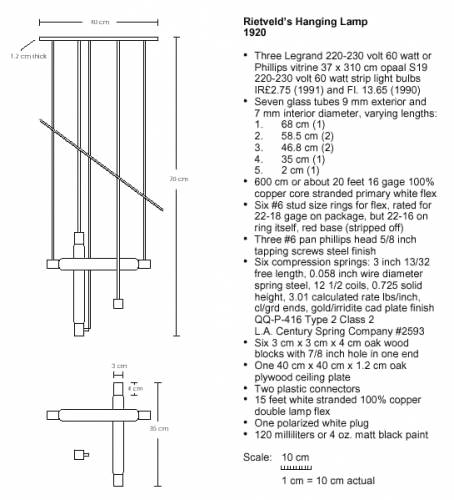 40 cm
1.2 cm thick
70 cm
3 cm
4 cm
35 cm
Rietveld's Hanging Lamp
1920
• Three Legrand 220-230 volt 60 watt or
Phillips vitrine 37 x 310 cm opaal S19
220-230 volt 60 watt strip light bulbs
IR£2.75 (1991) and Fl. 13.65 (1990)
• Seven glass tubes 9 mm exterior and
7 mm interior diameter, varying lengths:
1. 68 cm (1)
2. 58.5 cm (2)
3. 46.8 cm (2)
4. 35 cm (1)
5. 2 cm (1)
• 600 cm or about 20 feet 16 gage 100%
copper core stranded primary white flex
• Six #6 stud size rings for flex, rated for
22-18 gage on package, but 22-16 on
ring itself, red base (stripped off)
• Three #6 pan phillips head 5/8 inch
tapping screws steel finish
• Six compression springs: 3 inch 13/32
free length, 0.058 inch wire diameter
spring steel, 12 1/2 coils, 0.725 solid
height, 3.01 calculated rate lbs/inch,
cl/grd ends, gold/irridite cad plate finish
QQ-P-416 Type 2 Class 2
L.A. Century Spring Company #2593
• Six 3 cm x 3 cm x 4 cm oak wood
blocks with 7/8 inch hole in one end
• One 40 cm x 40 cm x 1.2 cm oak
plywood ceiling plate
• Two plastic connectors
• 15 feet white stranded 100% copper
double lamp flex
• One polarized white plug
• 120 milliliters or 4 oz. matt black paint
Scale: 10 cm
1 cm = 10 cm actual